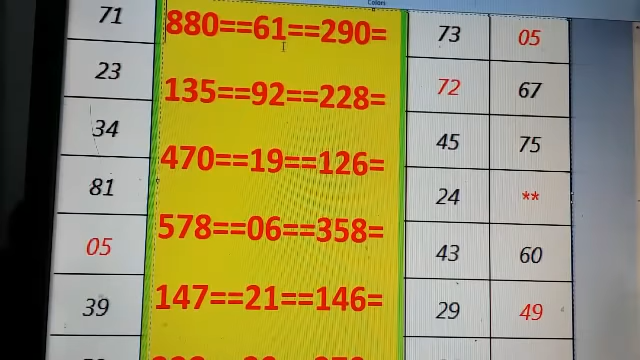 Colors
71 880==61==290= 73 05
23 135==92==228= 72 67
34 470==19==126= 45 75
81 578==06==358= 24 **
05 147==21==146= 43 60
39 29 49